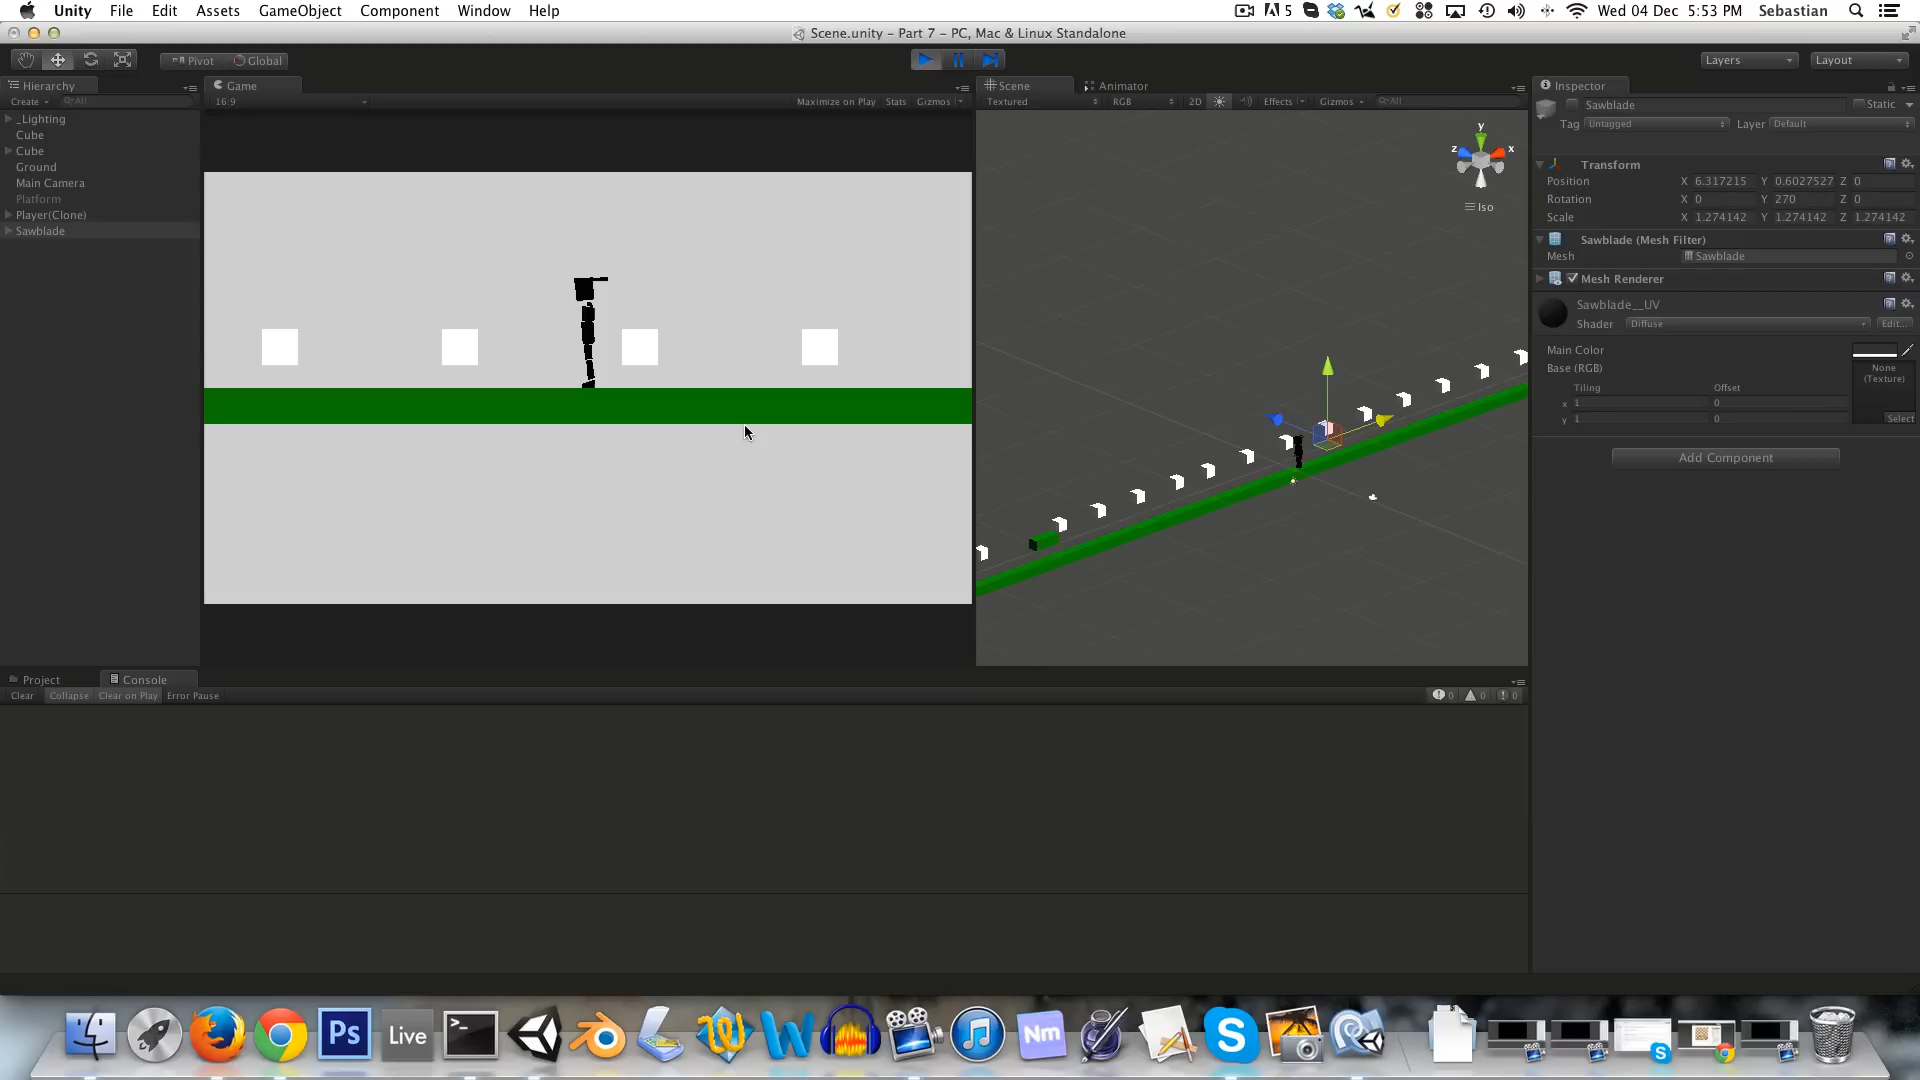 Unity File Edit Assets GameObject Component Window Help 5 Wed 04 Dec 5:53 PM Sebastian
Scene.unity – Part 7 – PC, Mac & Linux Standalone
Pivot Global Layers Layout
Hierarchy Game Scene Animator Inspector
Create All 16:9 Maximize on Play Stats Gizmos Textured RGB 2D Effects Gizmos All
Sawblade Static
Tag Untagged Layer Default
_Lighting
Cube
Cube
Ground
Main Camera
Platform
Player(Clone)
Sawblade
y
z x
Iso
Transform
Position X 6.317215 Y 0.6027527 Z 0
Rotation X 0 Y 270 Z 0
Scale X 1.274142 Y 1.274142 Z 1.274142
Sawblade (Mesh Filter)
Mesh Sawblade
Mesh Renderer
Sawblade__UV
Shader Diffuse Edit...
Main Color
Base (RGB) None
(Texture)
Tiling Offset
x 1 0
y 1 0 Select
Add Component
Project Console
Clear Collapse Clear on Play Error Pause 0 0 0
Ps Live Nm